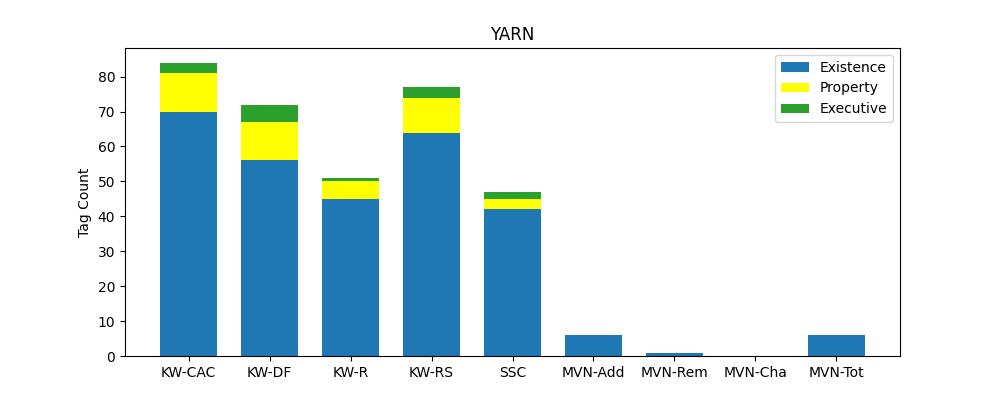 YARN
Existence
Property
Executive
Tag Count
80
70
60
50
40
30
20
10
0
KW-CAC KW-DF KW-R KW-RS SSC MVN-Add MVN-Rem MVN-Cha MVN-Tot